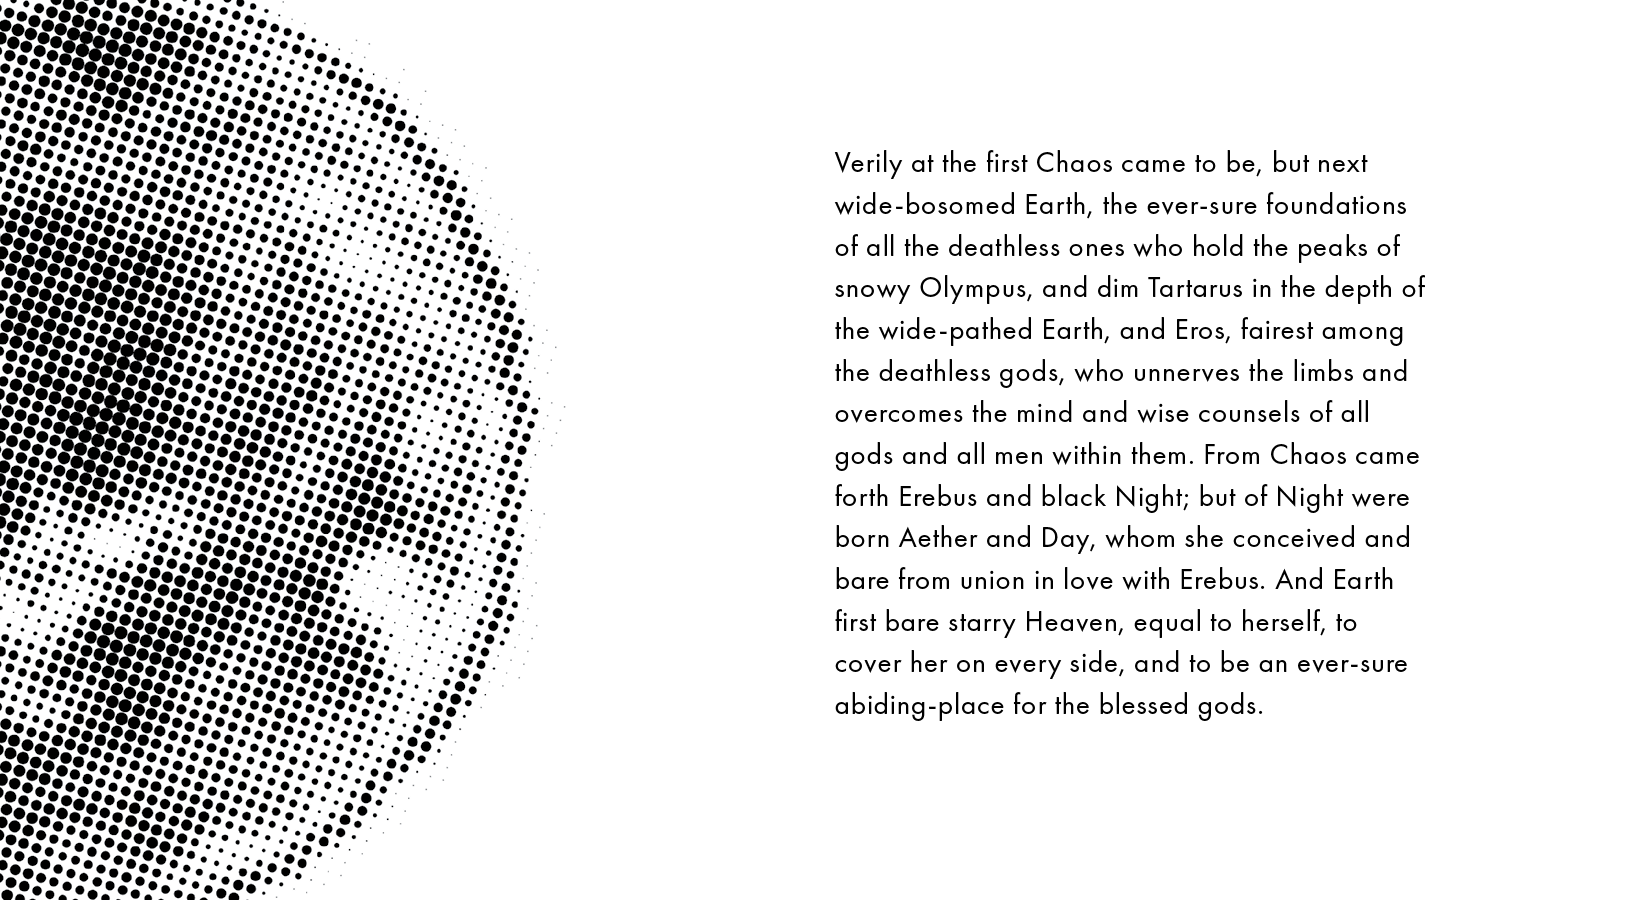 Verily at the first Chaos came to be, but next
wide-bosomed Earth, the ever-sure foundations
of all the deathless ones who hold the peaks of
snowy Olympus, and dim Tartarus in the depth of
the wide-pathed Earth, and Eros, fairest among
the deathless gods, who unnerves the limbs and
overcomes the mind and wise counsels of all
gods and all men within them. From Chaos came
forth Erebus and black Night; but of Night were
born Aether and Day, whom she conceived and
bare from union in love with Erebus. And Earth
first bare starry Heaven, equal to herself, to
cover her on every side, and to be an ever-sure
abiding-place for the blessed gods.